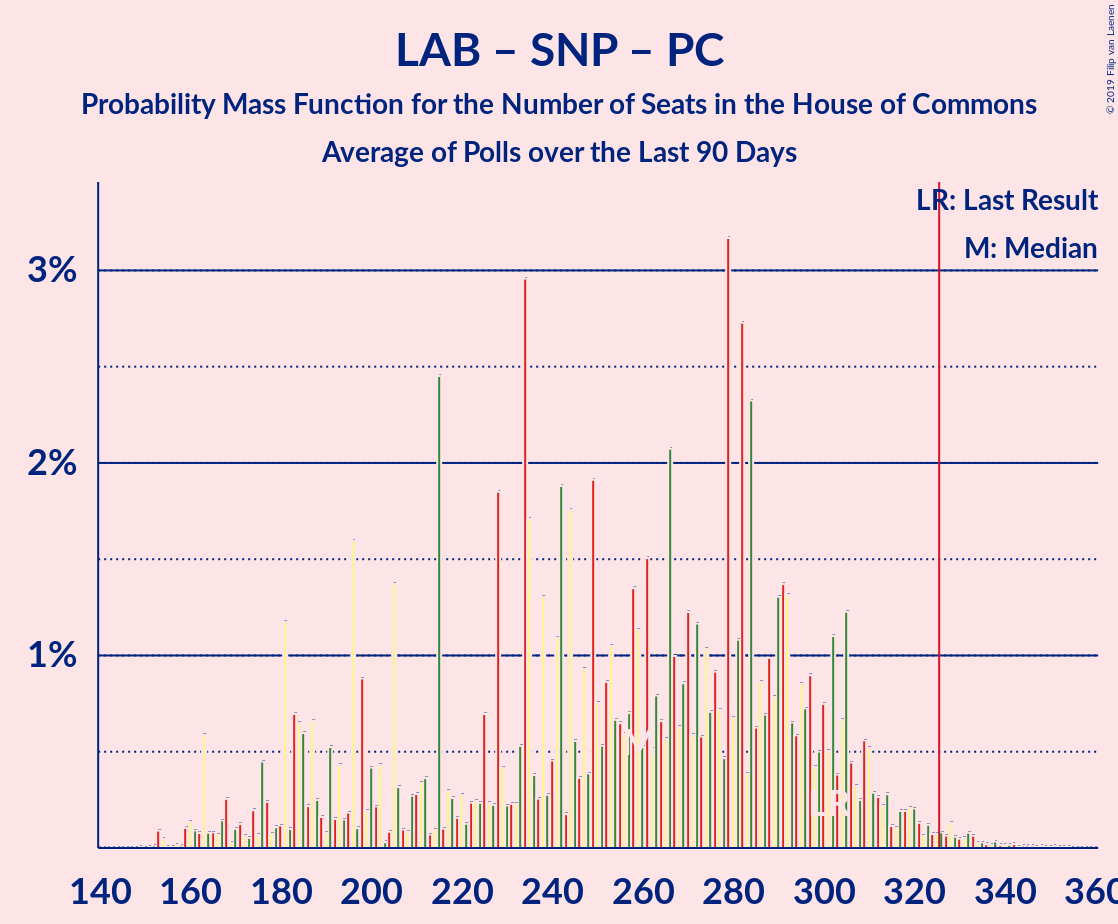 LAB – SNP – PC
Probability Mass Function for the Number of Seats in the House of Commons
Average of Polls over the Last 90 Days
© 2019 Filip van Laenen
LR: Last Result
M: Median
3%
2%
1%
M
LR
140 160 180 200 220 240 260 280 300 320 340 360